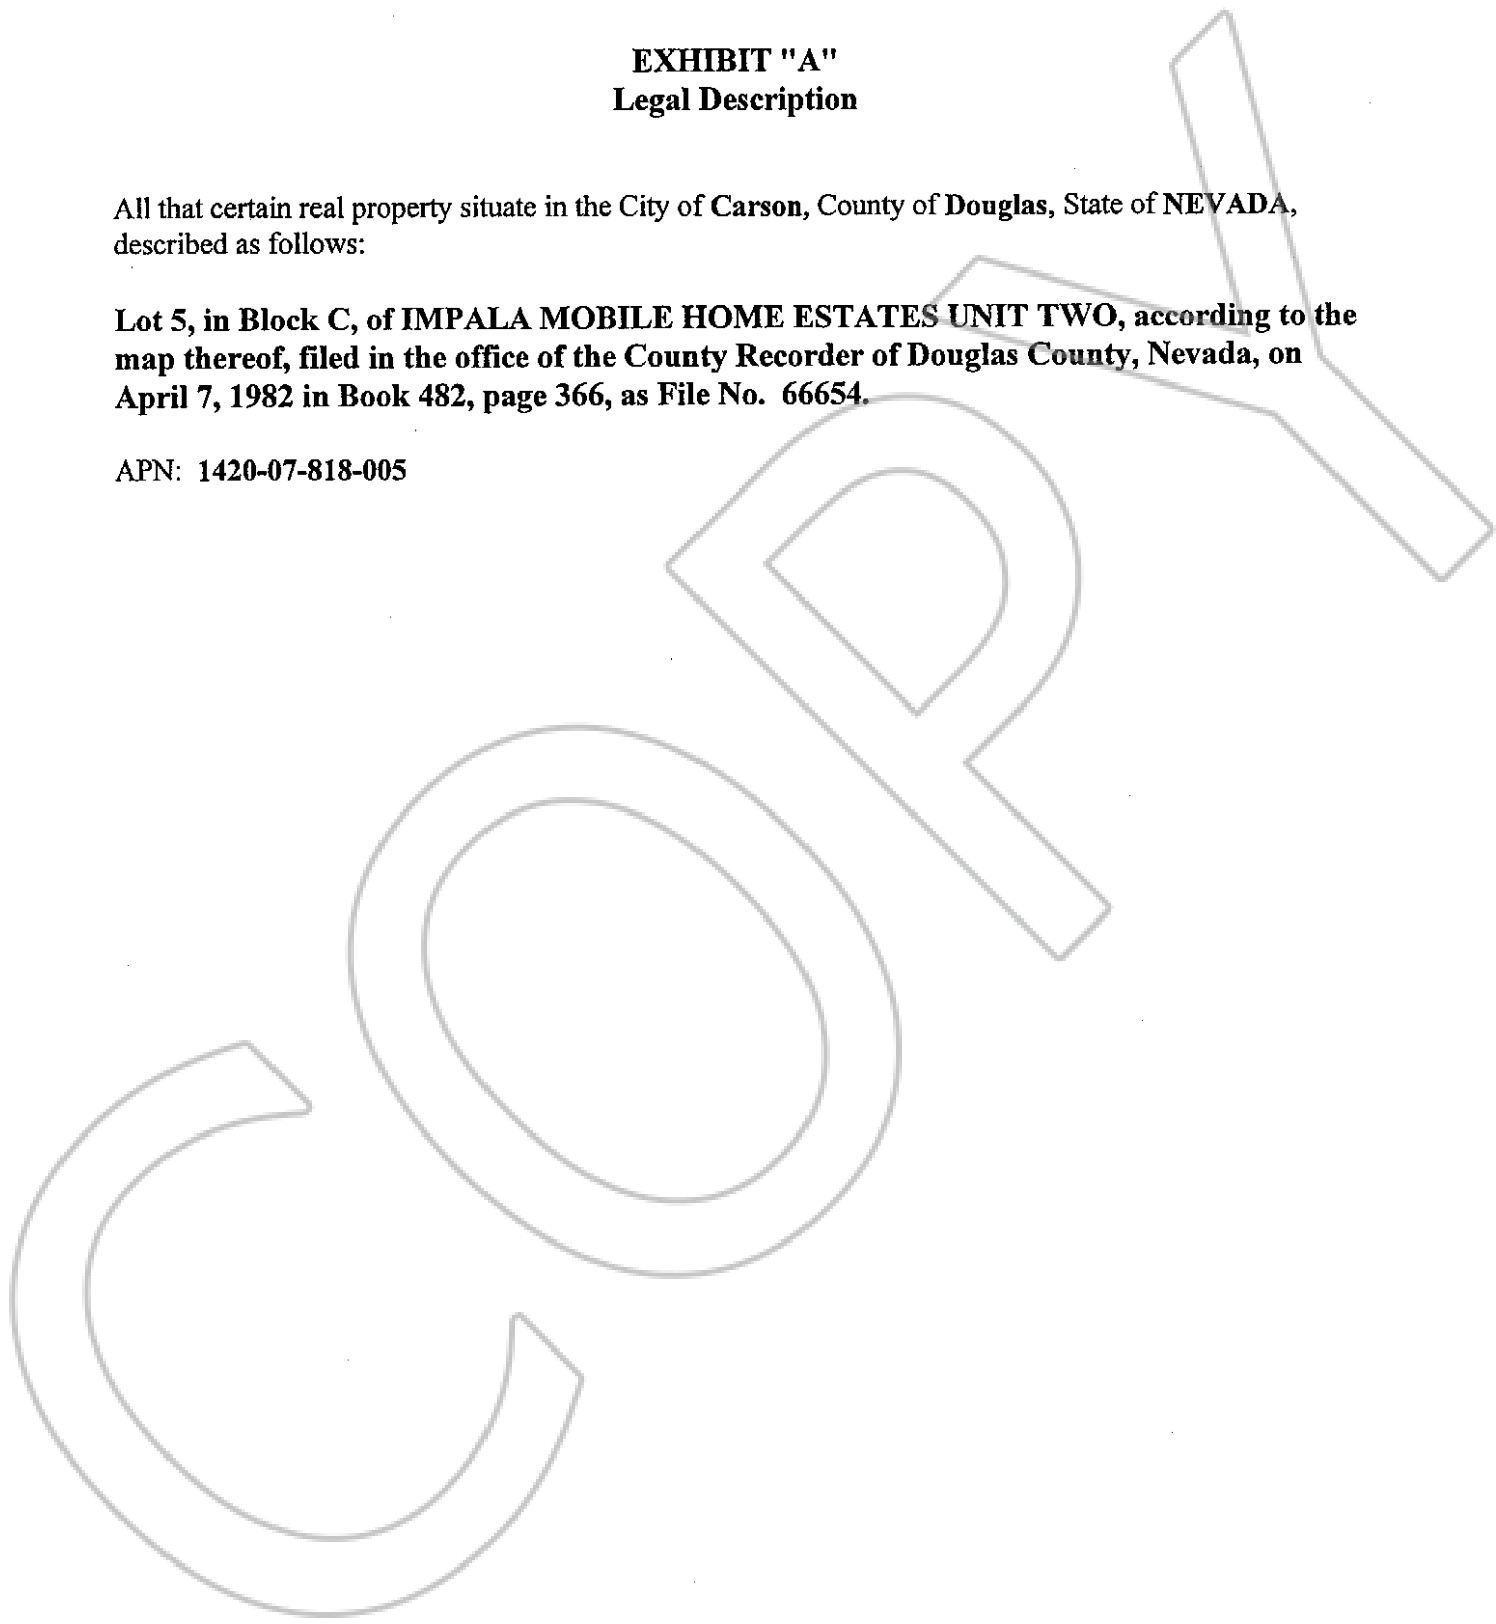 EXHIBIT "A"
Legal Description
All that certain real property situate in the City of Carson, County of Douglas, State of NEVADA,
described as follows:
Lot 5, in Block C, of IMPALA MOBILE HOME ESTATES UNIT TWO, according to the
map thereof, filed in the office of the County Recorder of Douglas County, Nevada, on
April 7, 1982 in Book 482, page 366, as File No. 66654.
APN: 1420-07-818-005
COPY